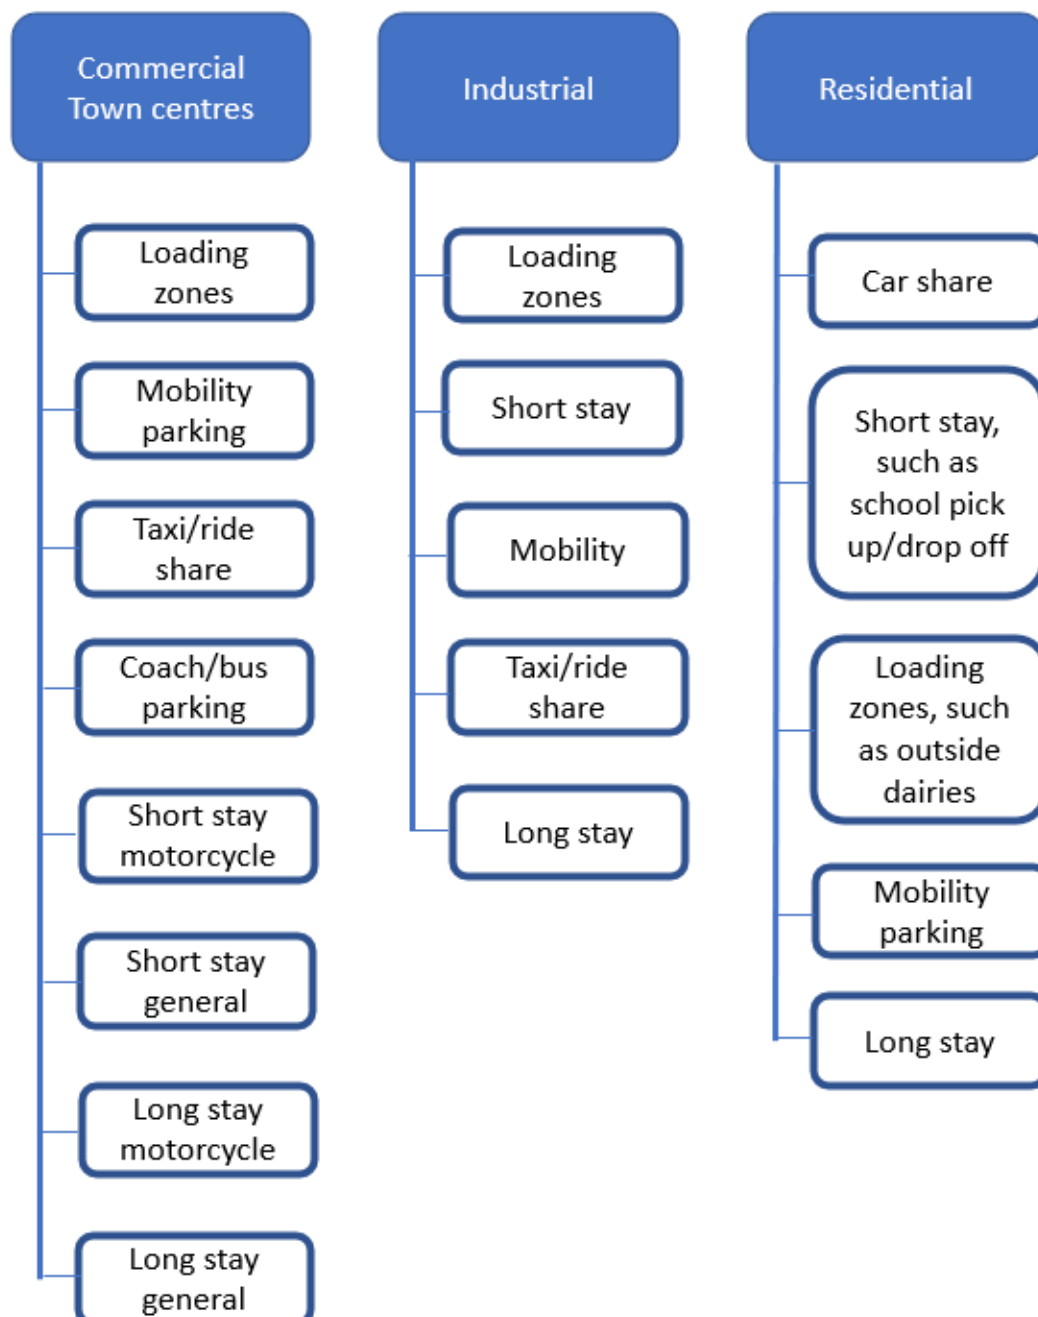 Commercial
Town centres
Loading
zones
Mobility
parking
Taxi/ride
share
Coach/bus
parking
Short stay
motorcycle
Short stay
general
Long stay
motorcycle
Long stay
general
Industrial
Loading
zones
Short stay
Mobility
Taxi/ride
share
Long stay
Residential
Car share
Short stay,
such as
school pick
up/drop off
Loading
zones, such
as outside
dairies
Mobility
parking
Long stay